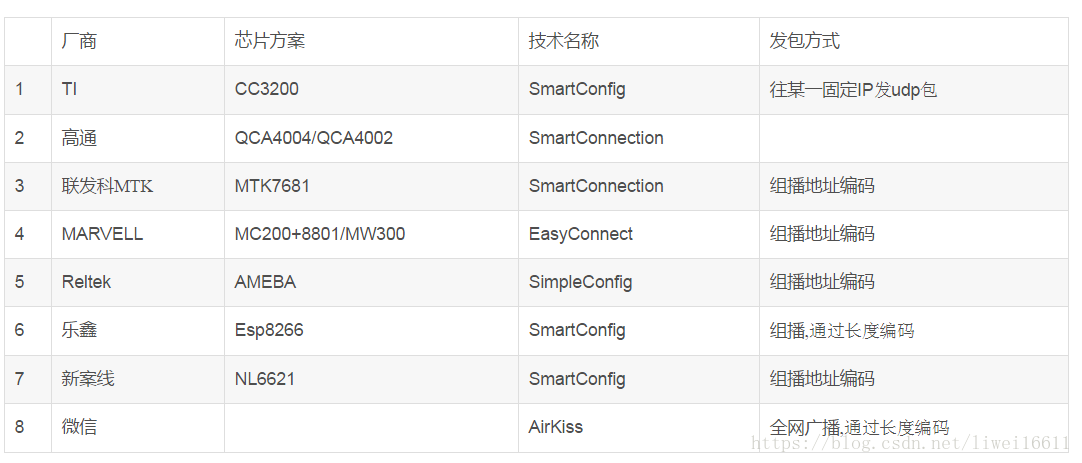 厂商 芯片方案 技术名称 发包方式
1 TI CC3200 SmartConfig 往某一固定IP发udp包
2 高通 QCA4004/QCA4002 SmartConnection
3 联发科MTK MTK7681 SmartConnection 组播地址编码
4 MARVELL MC200+8801/MW300 EasyConnect 组播地址编码
5 Reltek AMEBA SimpleConfig 组播地址编码
6 乐鑫 Esp8266 SmartConfig 组播,通过长度编码
7 新案线 NL6621 SmartConfig 组播地址编码
8 微信 AirKiss 全网广播,通过长度编码
https://blog.csdn.net/liwei16611